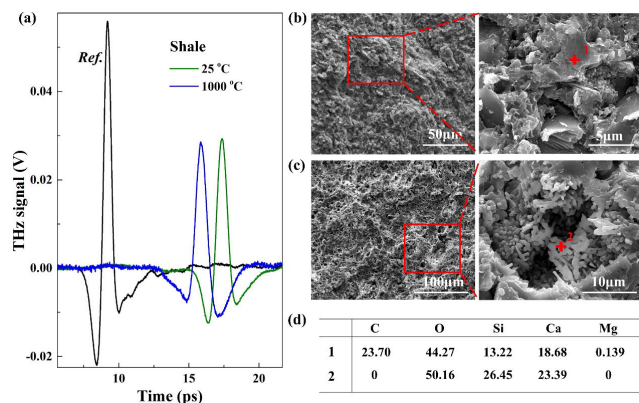 (a)
Ref.
Shale
25 °C
1000 °C
0.04
0.02
0.00
-0.02
10
15
20
THz signal (V)
Time (ps)
(b)
1
50μm
5μm
(c)
2
100μm
10μm
(d)
C O Si Ca Mg
1 23.70 44.27 13.22 18.68 0.139
2 0 50.16 26.45 23.39 0